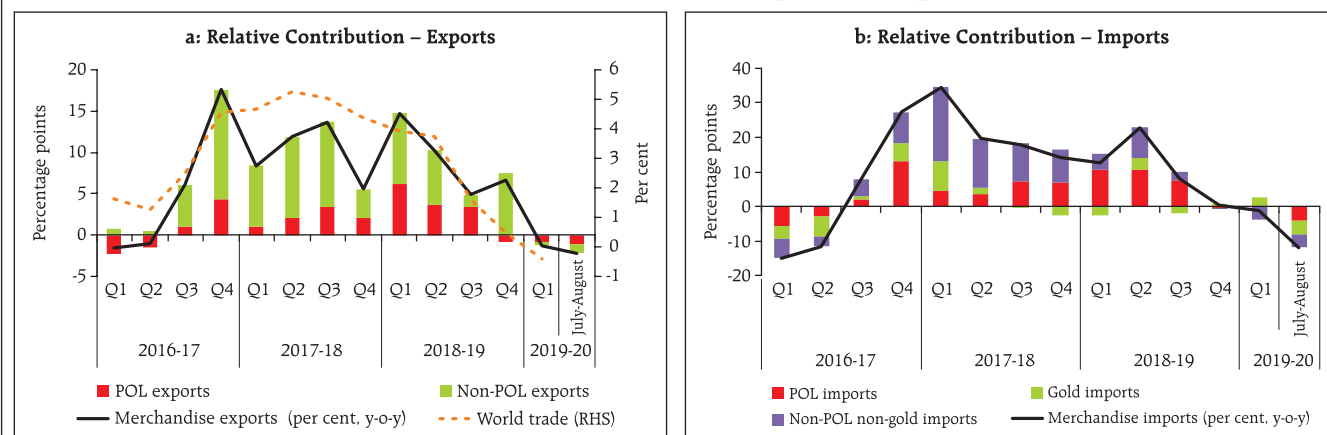 a: Relative Contribution – Exports
20
15
10
5
0
-5
Percentage points
6
5
4
3
2
1
0
-1
Per cent
Q1 Q2 Q3 Q4 Q1 Q2 Q3 Q4 Q1 Q2 Q3 Q4 Q1 July-August
2016-17 2017-18 2018-19 2019-20
POL exports Non-POL exports
Merchandise exports (per cent, y-o-y) World trade (RHS)
b: Relative Contribution – Imports
40
30
20
10
0
-10
-20
Percentage points
Q1 Q2 Q3 Q4 Q1 Q2 Q3 Q4 Q1 Q2 Q3 Q4 Q1 July-August
2016-17 2017-18 2018-19 2019-20
POL imports Gold imports
Non-POL non-gold imports Merchandise imports (per cent, y-o-y)